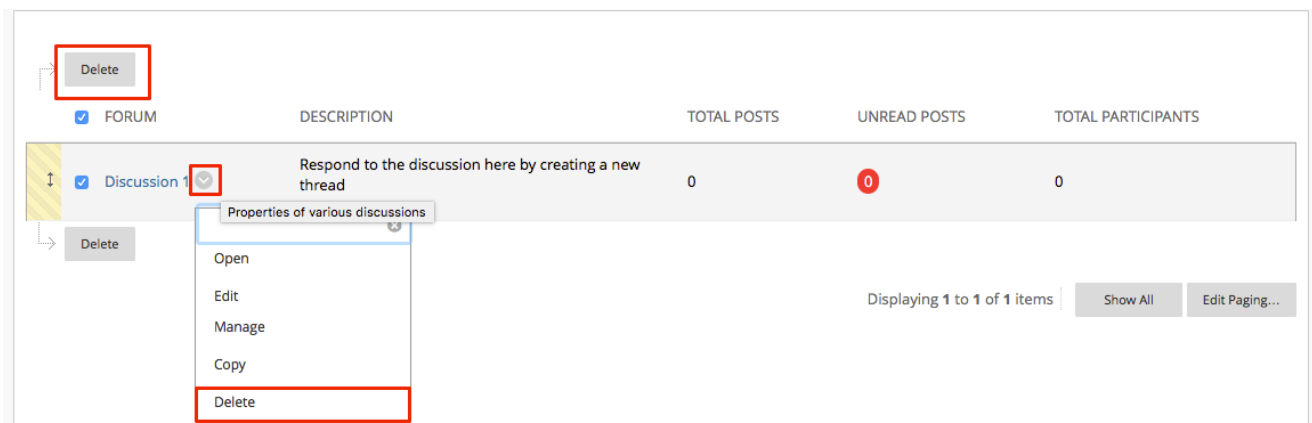 Delete
FORUM DESCRIPTION TOTAL POSTS UNREAD POSTS TOTAL PARTICIPANTS
Discussion 1 Respond to the discussion here by creating a new
thread 0 0 0
Properties of various discussions
Delete
Open
Edit
Manage
Copy
Delete
Displaying 1 to 1 of 1 items Show All Edit Paging...